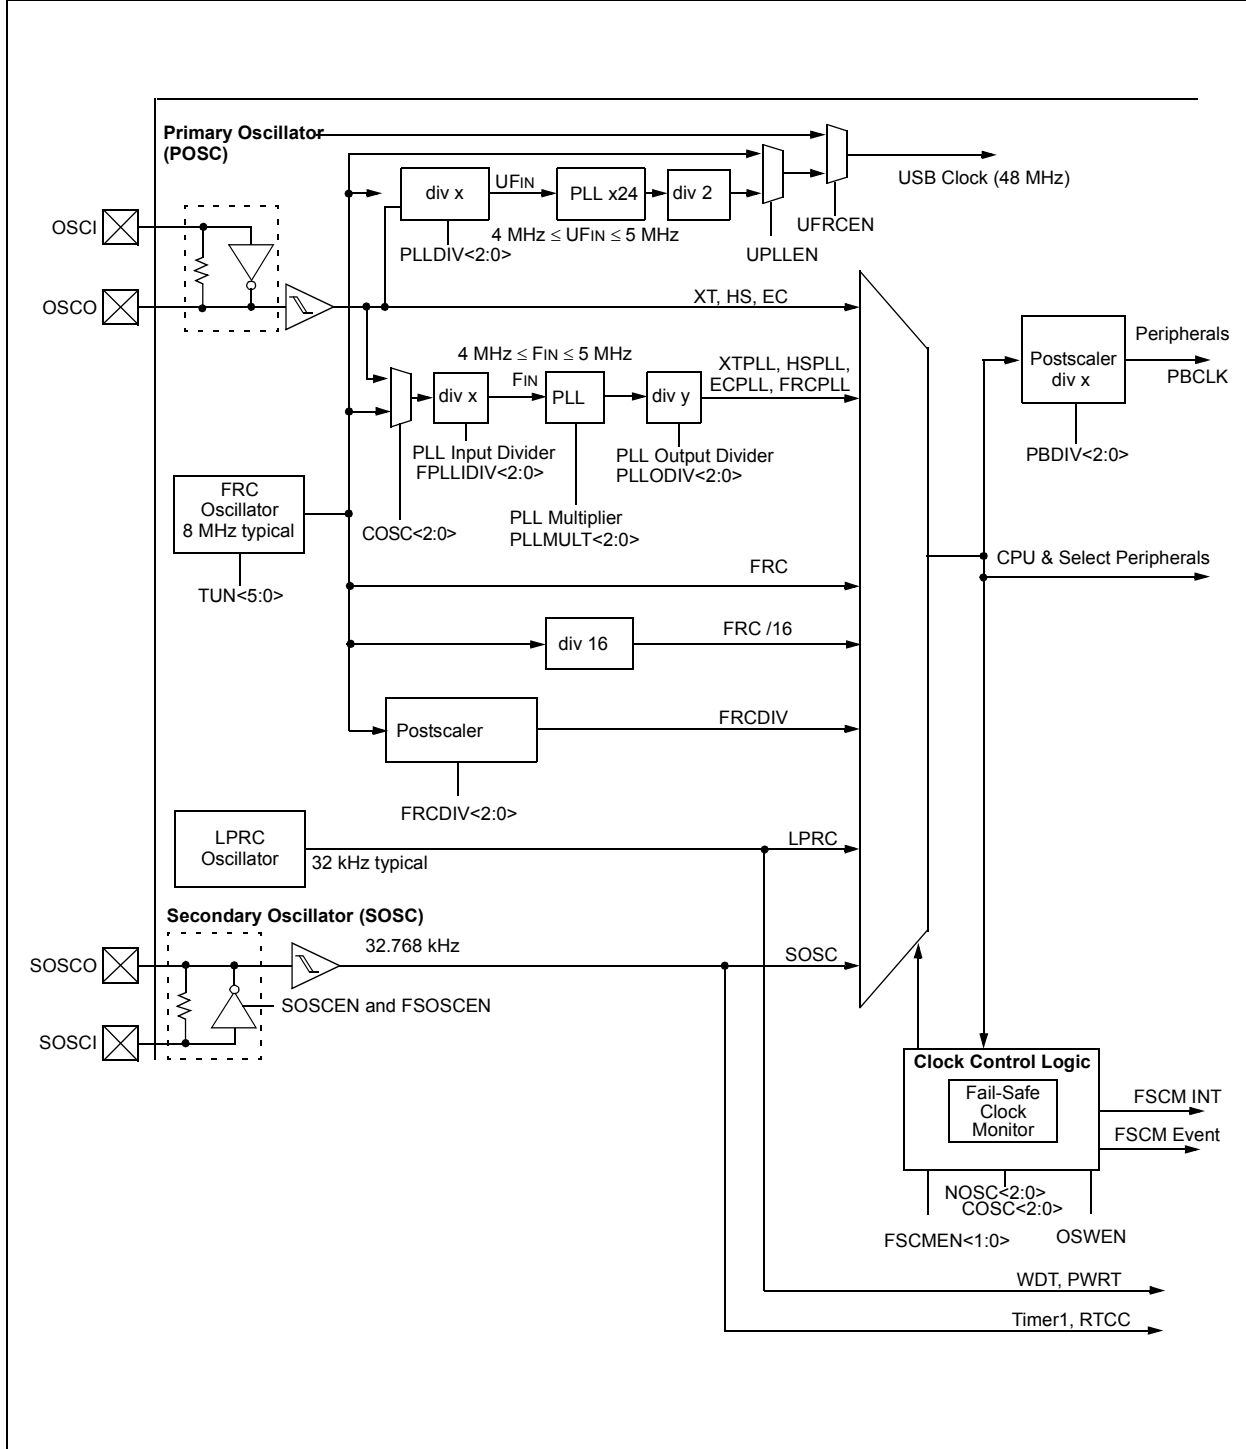 Primary Oscillator
(POSC)
div x
UFIN
PLL x24
div 2
USB Clock (48 MHz)
UFRCEN
4 MHz ≤ UFIN ≤ 5 MHz
PLLDIV<2:0>
UPLLEN
OSCI
OSCO
XT, HS, EC
4 MHz ≤ FIN ≤ 5 MHz
FIN
div x
PLL
div y
XTPLL, HSPLL,
ECPLL, FRCPLL
Postscaler
div x
Peripherals
PBCLK
PBDIV<2:0>
PLL Input Divider
FPLLIDIV<2:0>
PLL Output Divider
PLLODIV<2:0>
FRC
Oscillator
8 MHz typical
COSC<2:0>
PLL Multiplier
PLLMULT<2:0>
TUN<5:0>
FRC
CPU & Select Peripherals
div 16
FRC /16
Postscaler
FRCDIV
FRCDIV<2:0>
LPRC
Oscillator
32 kHz typical
LPRC
Secondary Oscillator (SOSC)
32.768 kHz
SOSCO
SOSC
SOSCEN and FSOSCEN
SOSCI
Clock Control Logic
Fail-Safe
Clock
Monitor
FSCM INT
FSCM Event
NOSC<2:0>
COSC<2:0>
FSCMEN<1:0>
OSWEN
WDT, PWRT
Timer1, RTCC